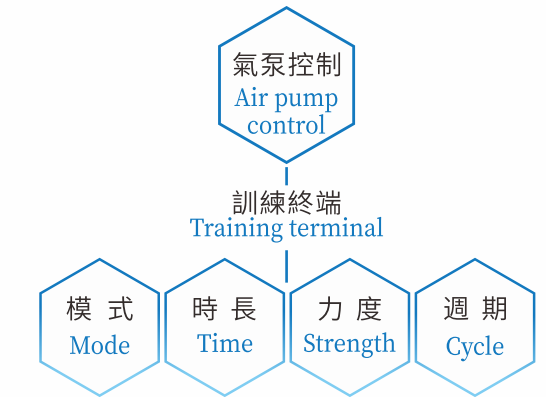 氣泵控制
Air pump
control
訓練終端
Training terminal
模 式
Mode
時 長
Time
力 度
Strength
週 期
Cycle